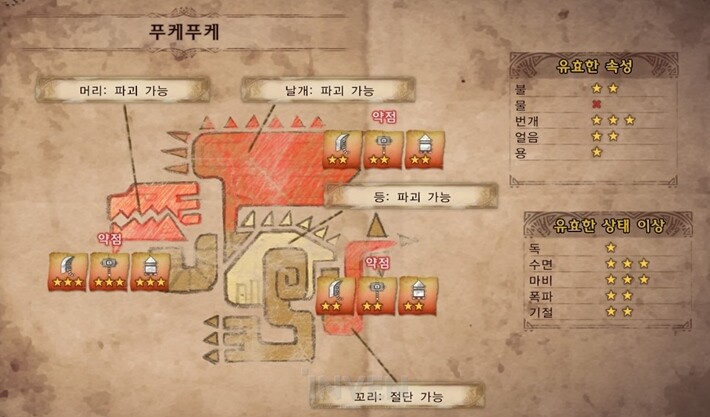 푸케푸케
머리: 파괴 가능
날개: 파괴 가능
약점
등: 파괴 가능
약점
약점
꼬리: 절단 가능
유효한 속성
불
물
번개
얼음
용
유효한 상태 이상
독
수면
마비
폭파
기절